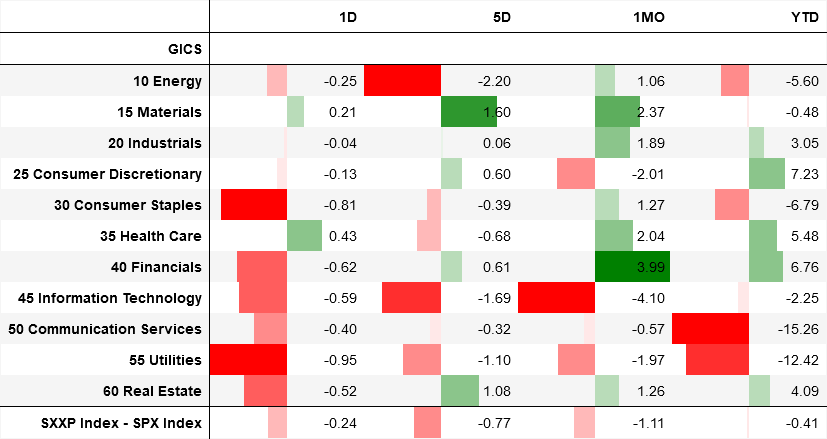 1D 5D 1MO YTD
GICS
10 Energy -0.25 -2.20 1.06 -5.60
15 Materials 0.21 1.60 2.37 -0.48
20 Industrials -0.04 0.06 1.89 3.05
25 Consumer Discretionary -0.13 0.60 -2.01 7.23
30 Consumer Staples -0.81 -0.39 1.27 -6.79
35 Health Care 0.43 -0.68 2.04 5.48
40 Financials -0.62 0.61 3.99 6.76
45 Information Technology -0.59 -1.69 -4.10 -2.25
50 Communication Services -0.40 -0.32 -0.57 -15.26
55 Utilities -0.95 -1.10 -1.97 -12.42
60 Real Estate -0.52 1.08 1.26 4.09
SXXP Index - SPX Index -0.24 -0.77 -1.11 -0.41